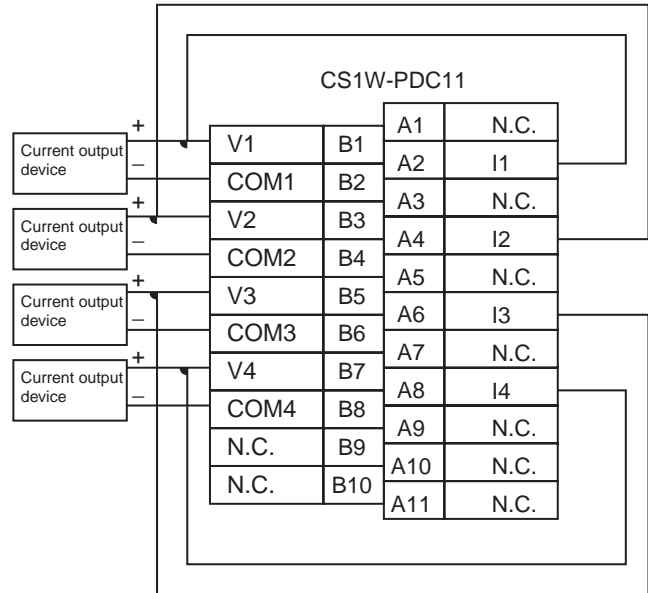 CS1W-PDC11
A1 N.C.
+
V1 B1
A2 I1
Current output
device
–
COM1 B2
A3 N.C.
+
V2 B3
A4 I2
Current output
device
–
COM2 B4
A5 N.C.
+
V3 B5
A6 I3
Current output
device
–
COM3 B6
A7 N.C.
+
V4 B7
A8 I4
Current output
device
–
COM4 B8
A9 N.C.
N.C. B9
A10 N.C.
N.C. B10
A11 N.C.